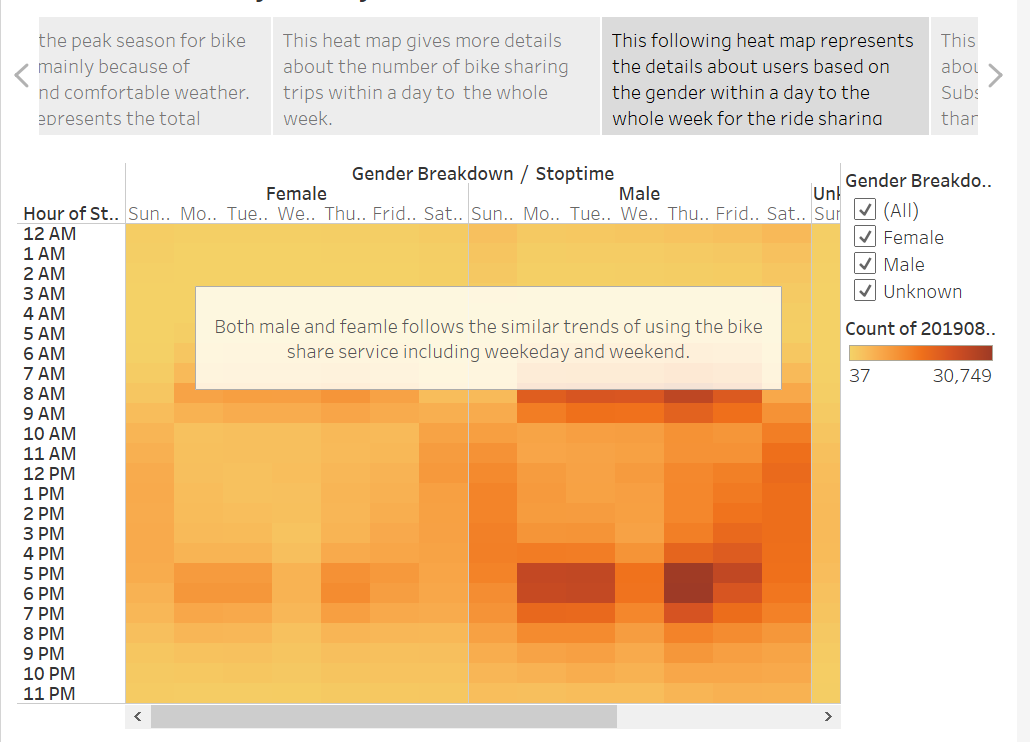 the peak season for bike
mainly because of
nd comfortable weather.
epresents the total
This heat map gives more details
about the number of bike sharing
trips within a day to the whole
week.
This following heat map represents
the details about users based on
the gender within a day to the
whole week for the ride sharing
This
abou
Subs
than
Gender Breakdown / Stoptime
Female Male Unk
Hour of St.. Sun.. Mo.. Tue.. We.. Thu.. Frid.. Sat.. Sun.. Mo.. Tue.. We.. Thu.. Frid.. Sat.. Sun
12 AM
1 AM
2 AM
3 AM
4 AM
5 AM
6 AM
7 AM
8 AM
9 AM
10 AM
11 AM
12 PM
1 PM
2 PM
3 PM
4 PM
5 PM
6 PM
7 PM
8 PM
9 PM
10 PM
11 PM
Both male and feamle follows the similar trends of using the bike
share service including weekeday and weekend.
Gender Breakdo..
(All)
Female
Male
Unknown
Count of 201908..
37 30,749